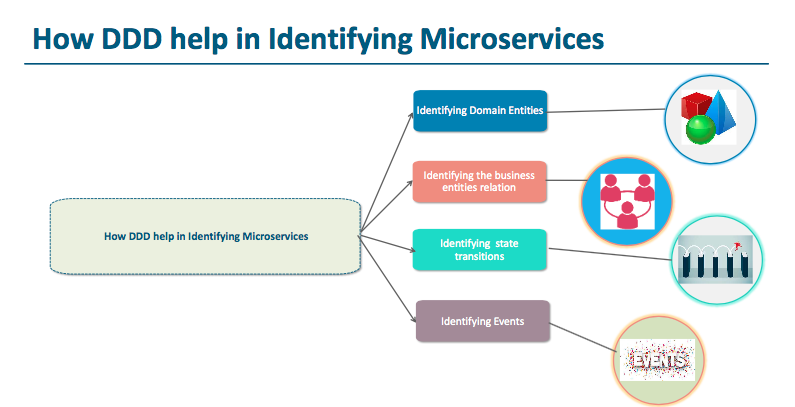 How DDD help in Identifying Microservices
Identifying Domain Entities
Identifying the business
entities relation
How DDD help in Identifying Microservices
Identifying state
transitions
Identifying Events
EVENTS